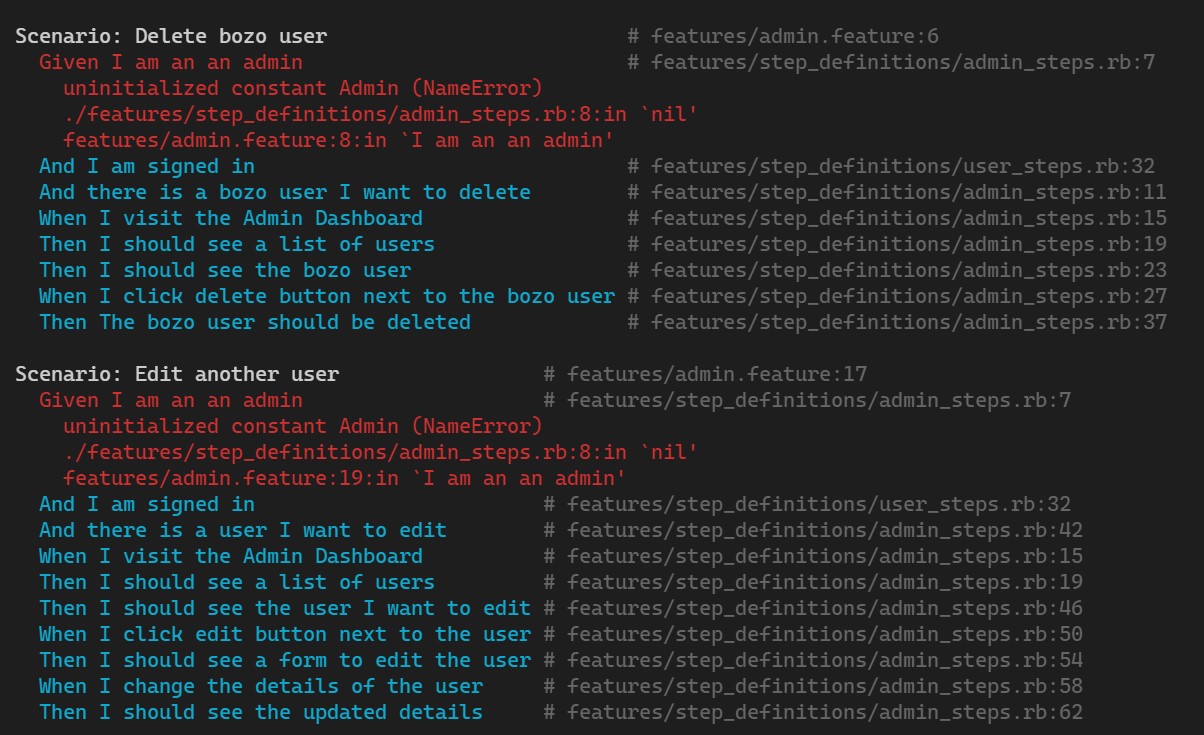 Scenario: Delete bozo user # features/admin.feature:6
Given I am an an admin # features/step_definitions/admin_steps.rb:7
uninitialized constant Admin (NameError)
./features/step_definitions/admin_steps.rb:8:in `nil'
features/admin.feature:8:in `I am an an admin'
And I am signed in # features/step_definitions/user_steps.rb:32
And there is a bozo user I want to delete # features/step_definitions/admin_steps.rb:11
When I visit the Admin Dashboard # features/step_definitions/admin_steps.rb:15
Then I should see a list of users # features/step_definitions/admin_steps.rb:19
Then I should see the bozo user # features/step_definitions/admin_steps.rb:23
When I click delete button next to the bozo user # features/step_definitions/admin_steps.rb:27
Then The bozo user should be deleted # features/step_definitions/admin_steps.rb:37
Scenario: Edit another user # features/admin.feature:17
Given I am an an admin # features/step_definitions/admin_steps.rb:7
uninitialized constant Admin (NameError)
./features/step_definitions/admin_steps.rb:8:in `nil'
features/admin.feature:19:in `I am an an admin'
And I am signed in # features/step_definitions/user_steps.rb:32
And there is a user I want to edit # features/step_definitions/admin_steps.rb:42
When I visit the Admin Dashboard # features/step_definitions/admin_steps.rb:15
Then I should see a list of users # features/step_definitions/admin_steps.rb:19
Then I should see the user I want to edit # features/step_definitions/admin_steps.rb:46
When I click edit button next to the user # features/step_definitions/admin_steps.rb:50
Then I should see a form to edit the user # features/step_definitions/admin_steps.rb:54
When I change the details of the user # features/step_definitions/admin_steps.rb:58
Then I should see the updated details # features/step_definitions/admin_steps.rb:62